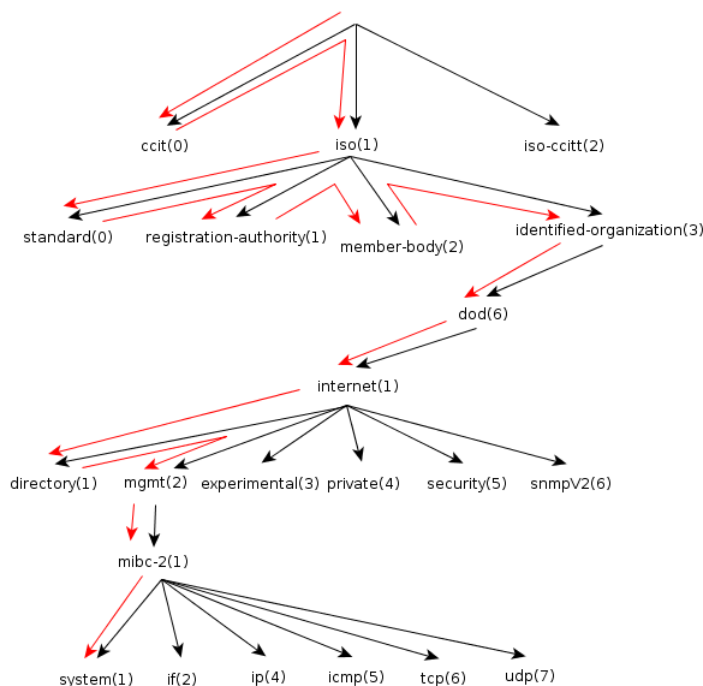 ccit(0) iso(1) iso-ccitt(2)
standard(0) registration-authority(1) member-body(2) identified-organization(3)
dod(6)
internet(1)
directory(1) mgmt(2) experimental(3) private(4) security(5) snmpV2(6)
mibc-2(1)
system(1) if(2) ip(4) icmp(5) tcp(6) udp(7)